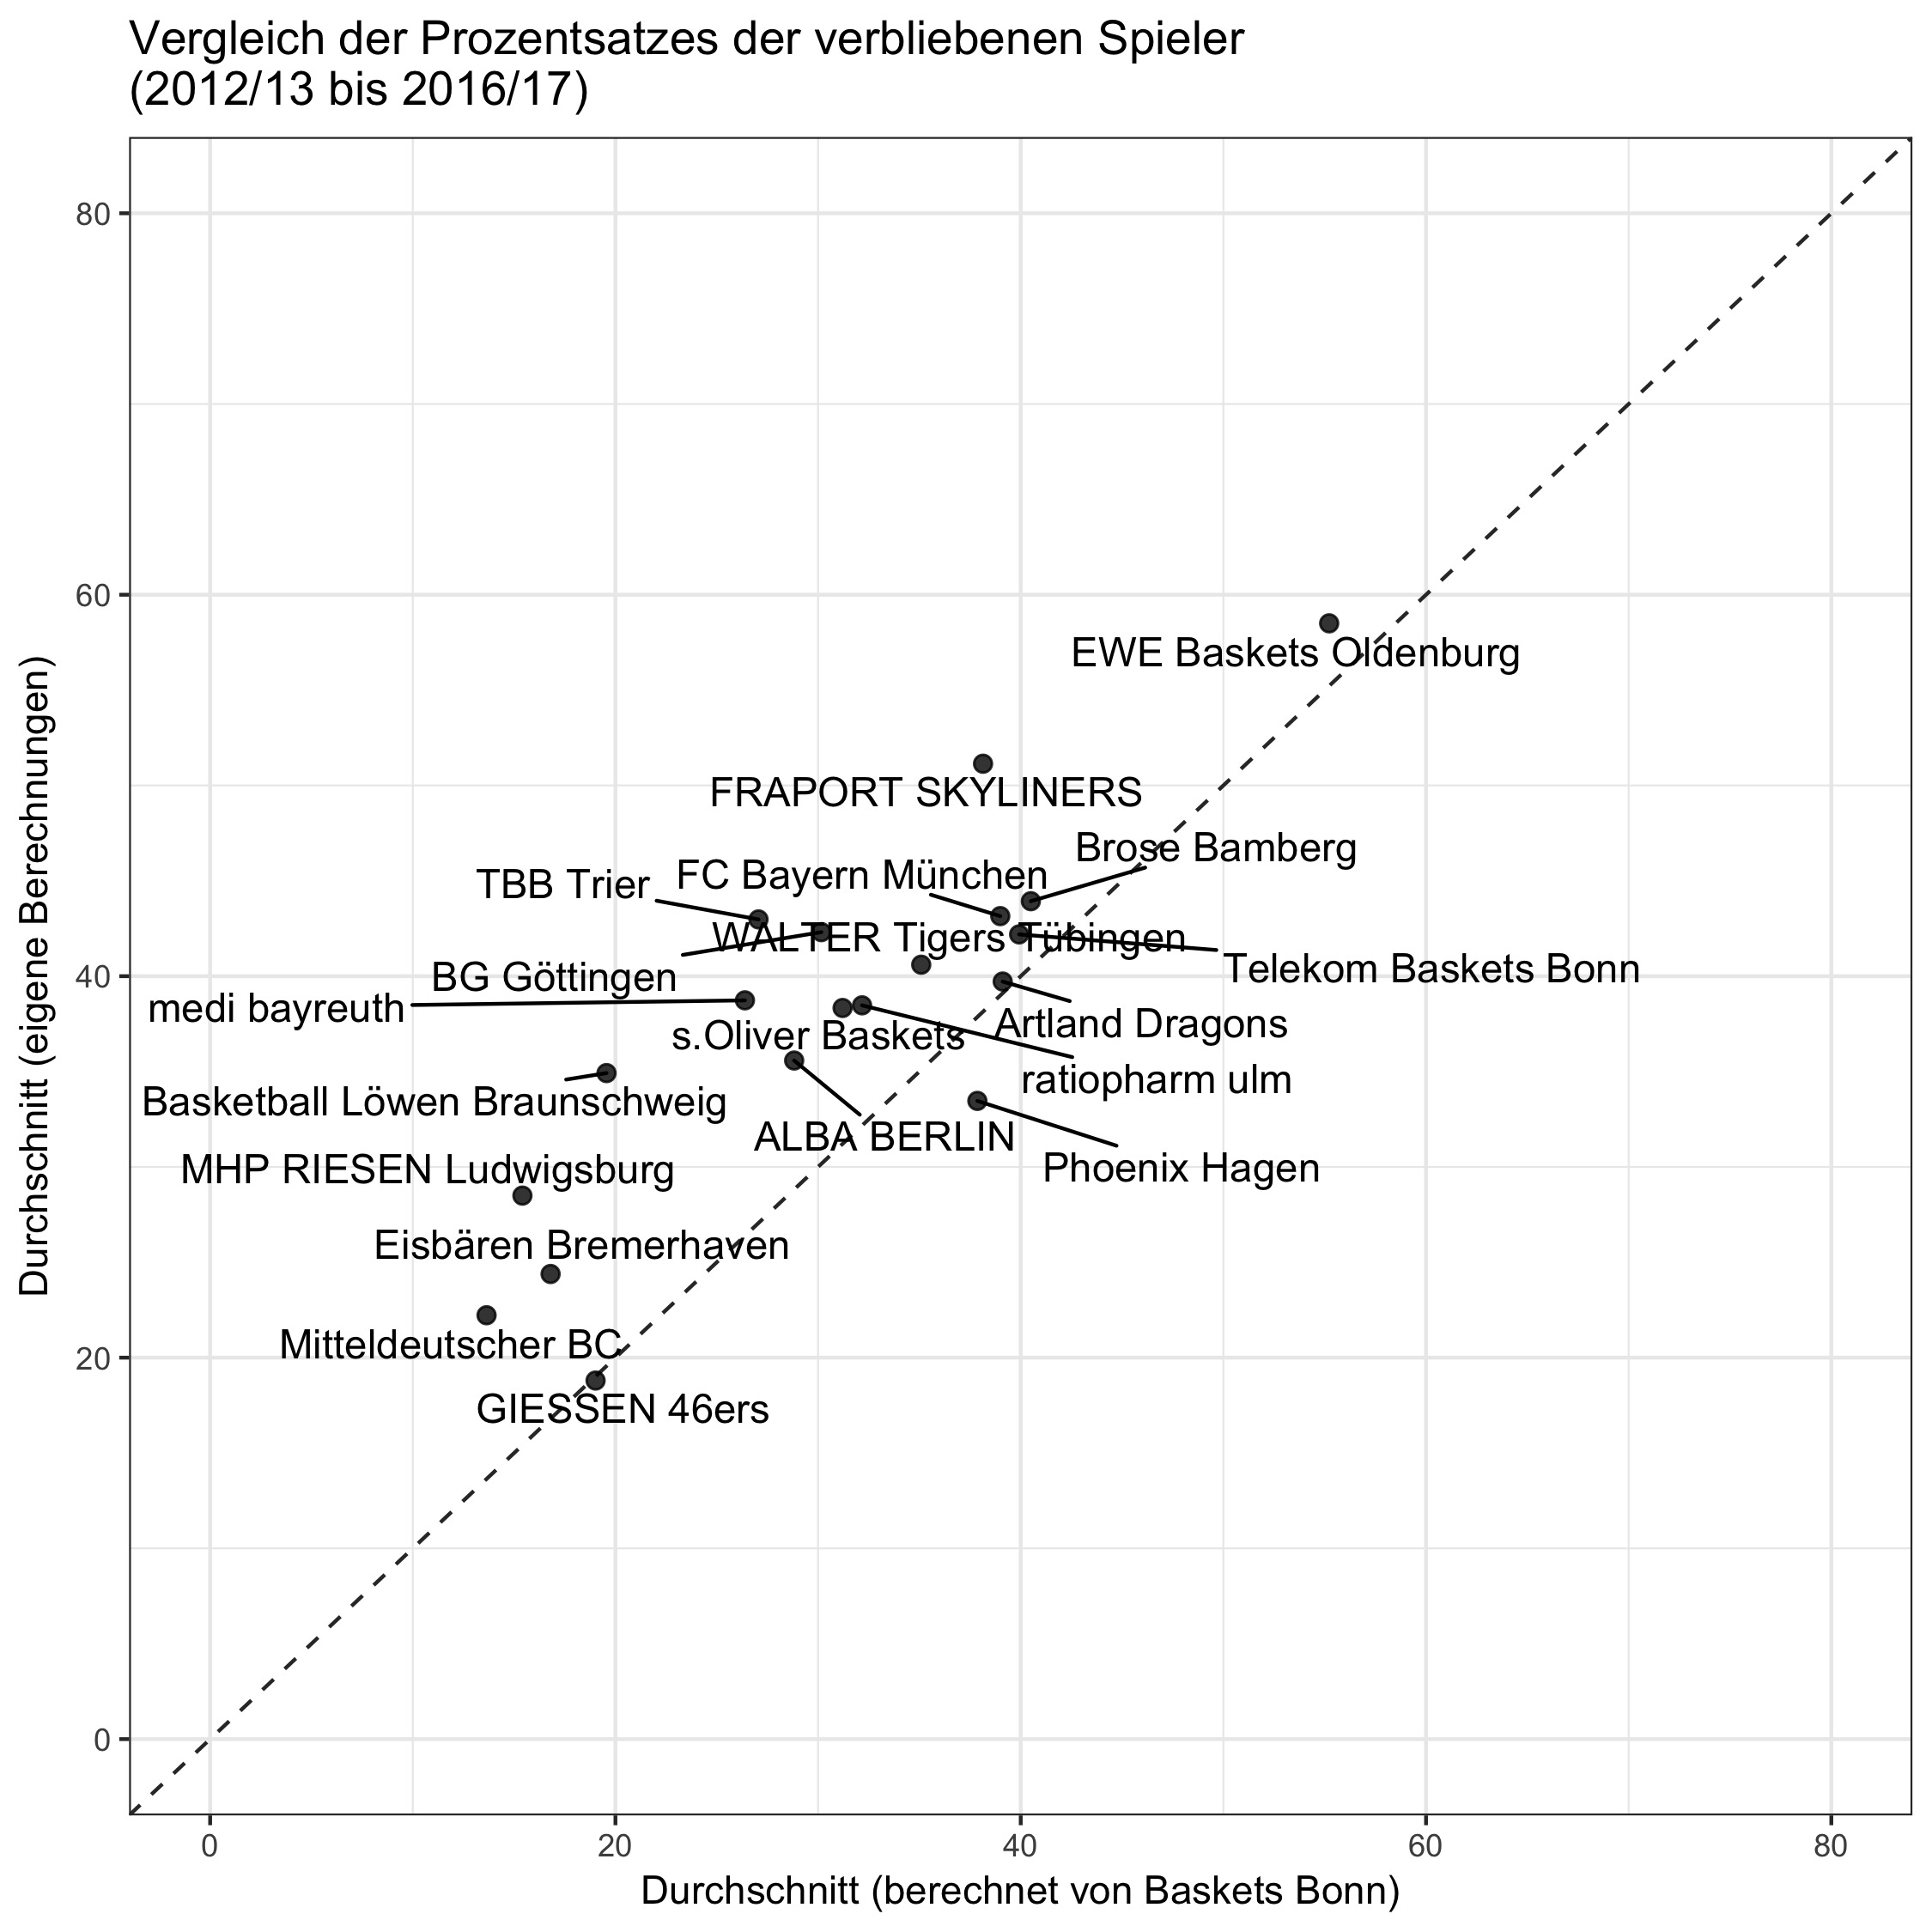 Vergleich der Prozentsatzes der verbliebenen Spieler
(2012/13 bis 2016/17)
Durchschnitt (eigene Berechnungen)
80
60
40
20
0
EWE Baskets Oldenburg
FRAPORT SKYLINERS
Brose Bamberg
FC Bayern München
TBB Trier
WALTER Tigers Tübingen
Telekom Baskets Bonn
BG Göttingen
medi bayreuth
Artland Dragons
s.Oliver Baskets
ratiopharm ulm
Basketball Löwen Braunschweig
ALBA BERLIN
Phoenix Hagen
MHP RIESEN Ludwigsburg
Eisbären Bremerhaven
Mitteldeutscher BC
GIESSEN 46ers
0
20
40
60
80
Durchschnitt (berechnet von Baskets Bonn)